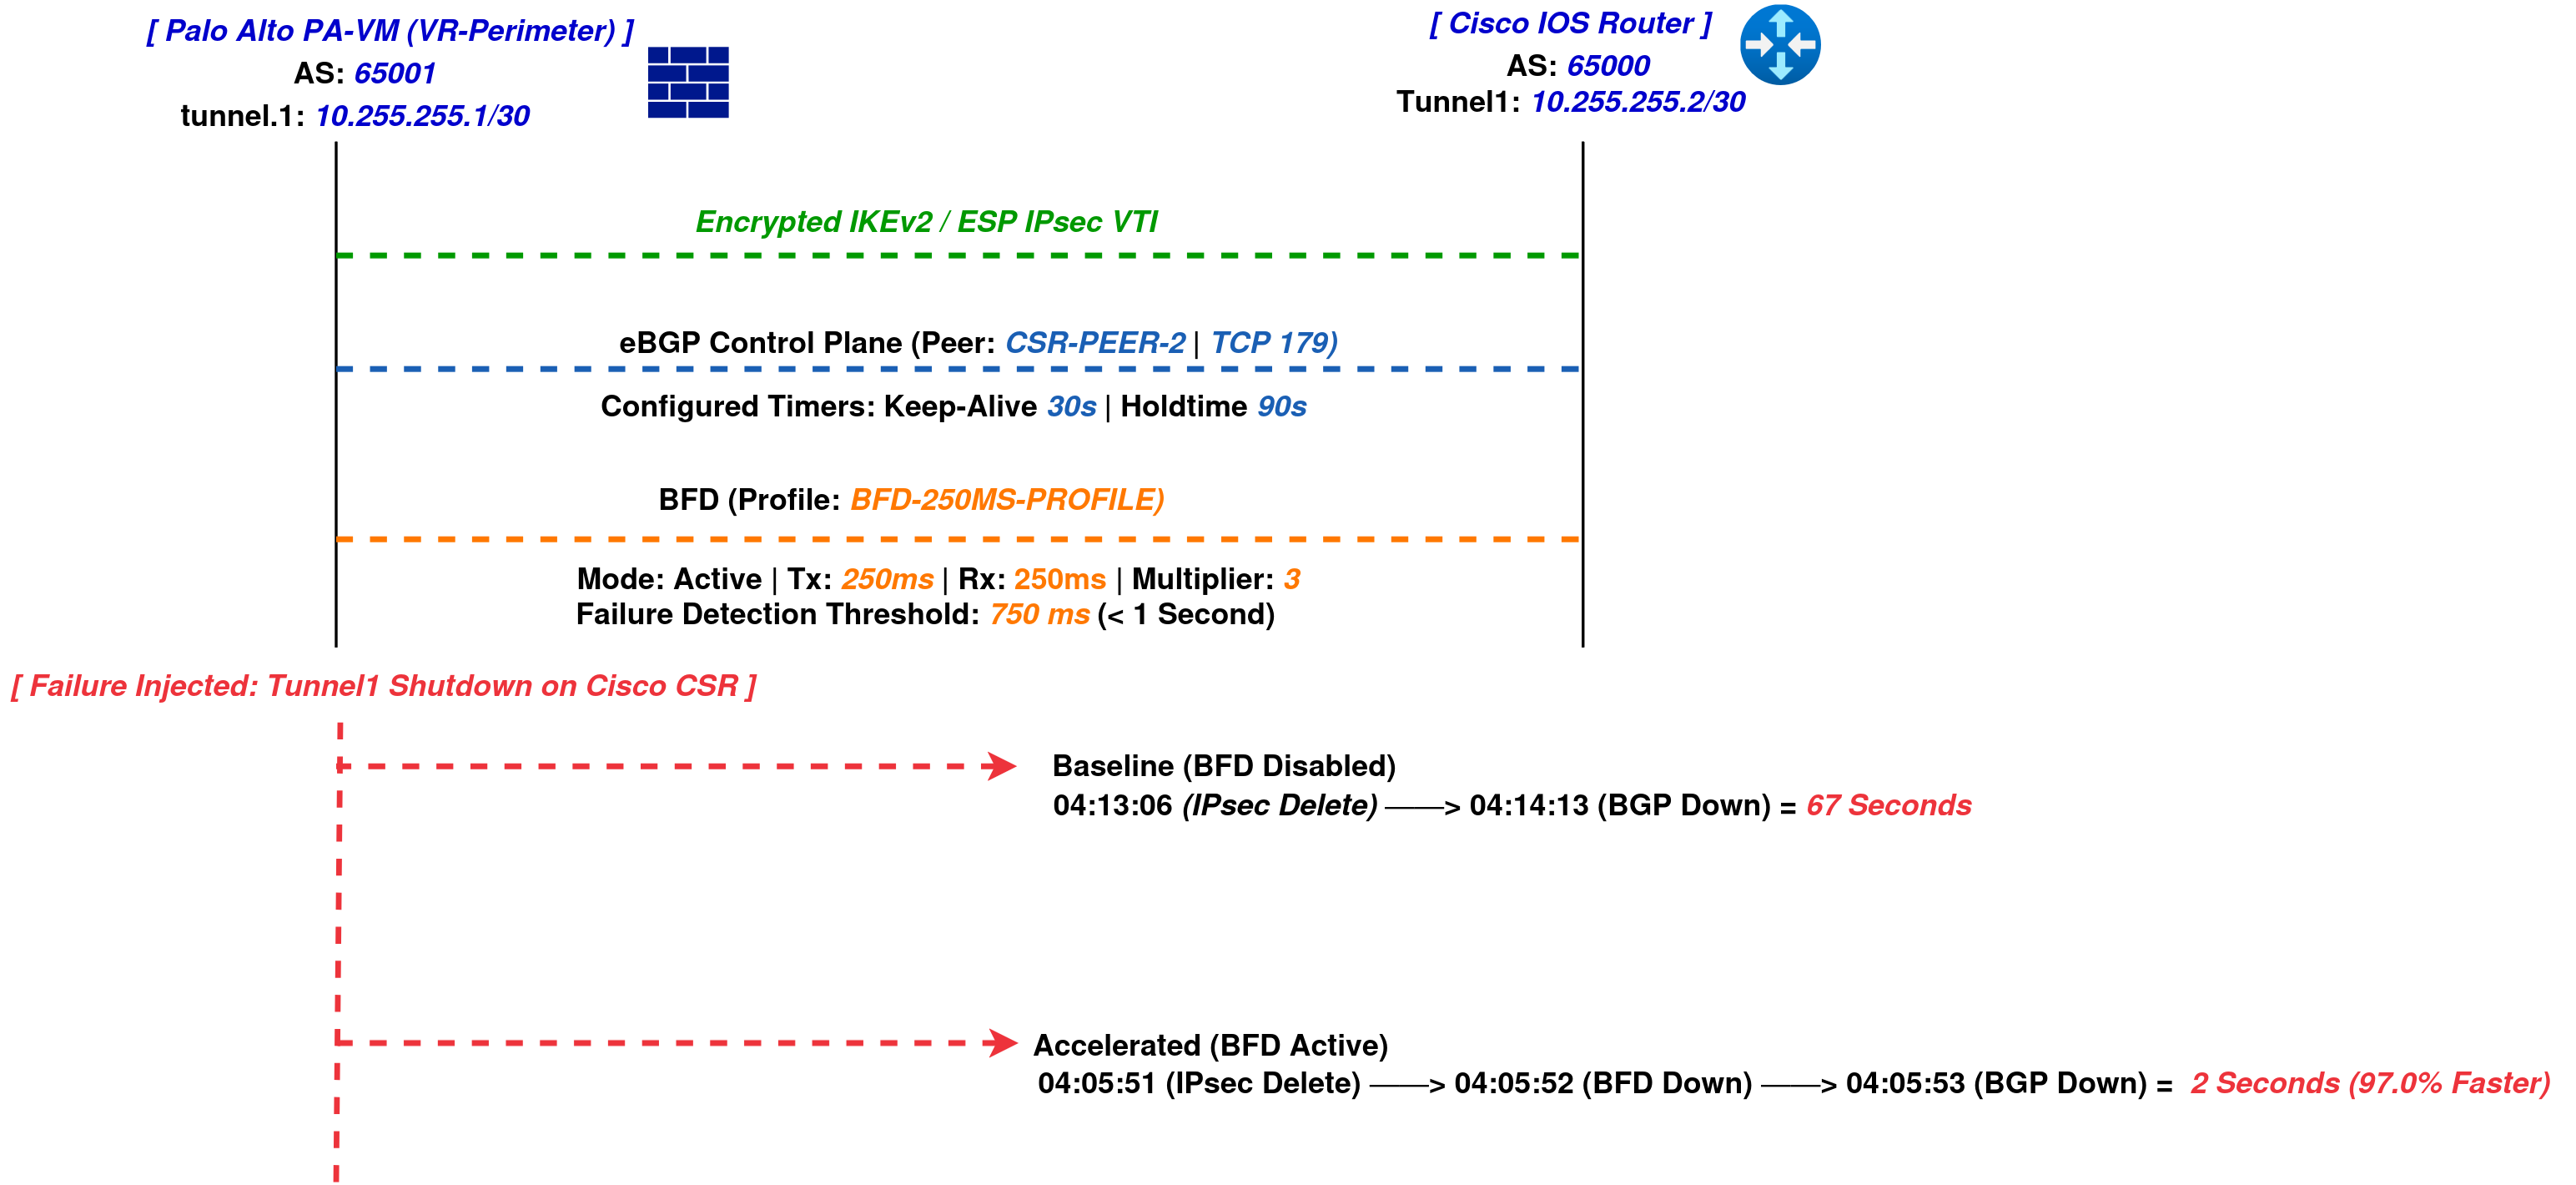 [ Palo Alto PA-VM (VR-Perimeter) ]
AS: 65001
tunnel.1: 10.255.255.1/30
[ Cisco IOS Router ]
AS: 65000
Tunnel1: 10.255.255.2/30
Encrypted IKEv2 / ESP IPsec VTI
eBGP Control Plane (Peer: CSR-PEER-2 | TCP 179)
Configured Timers: Keep-Alive 30s | Holdtime 90s
BFD (Profile: BFD-250MS-PROFILE)
Mode: Active | Tx: 250ms | Rx: 250ms | Multiplier: 3
Failure Detection Threshold: 750 ms (< 1 Second)
[ Failure Injected: Tunnel1 Shutdown on Cisco CSR ]
Baseline (BFD Disabled)
04:13:06 (IPsec Delete) ——> 04:14:13 (BGP Down) = 67 Seconds
Accelerated (BFD Active)
04:05:51 (IPsec Delete) ——> 04:05:52 (BFD Down) ——> 04:05:53 (BGP Down) = 2 Seconds (97.0% Faster)